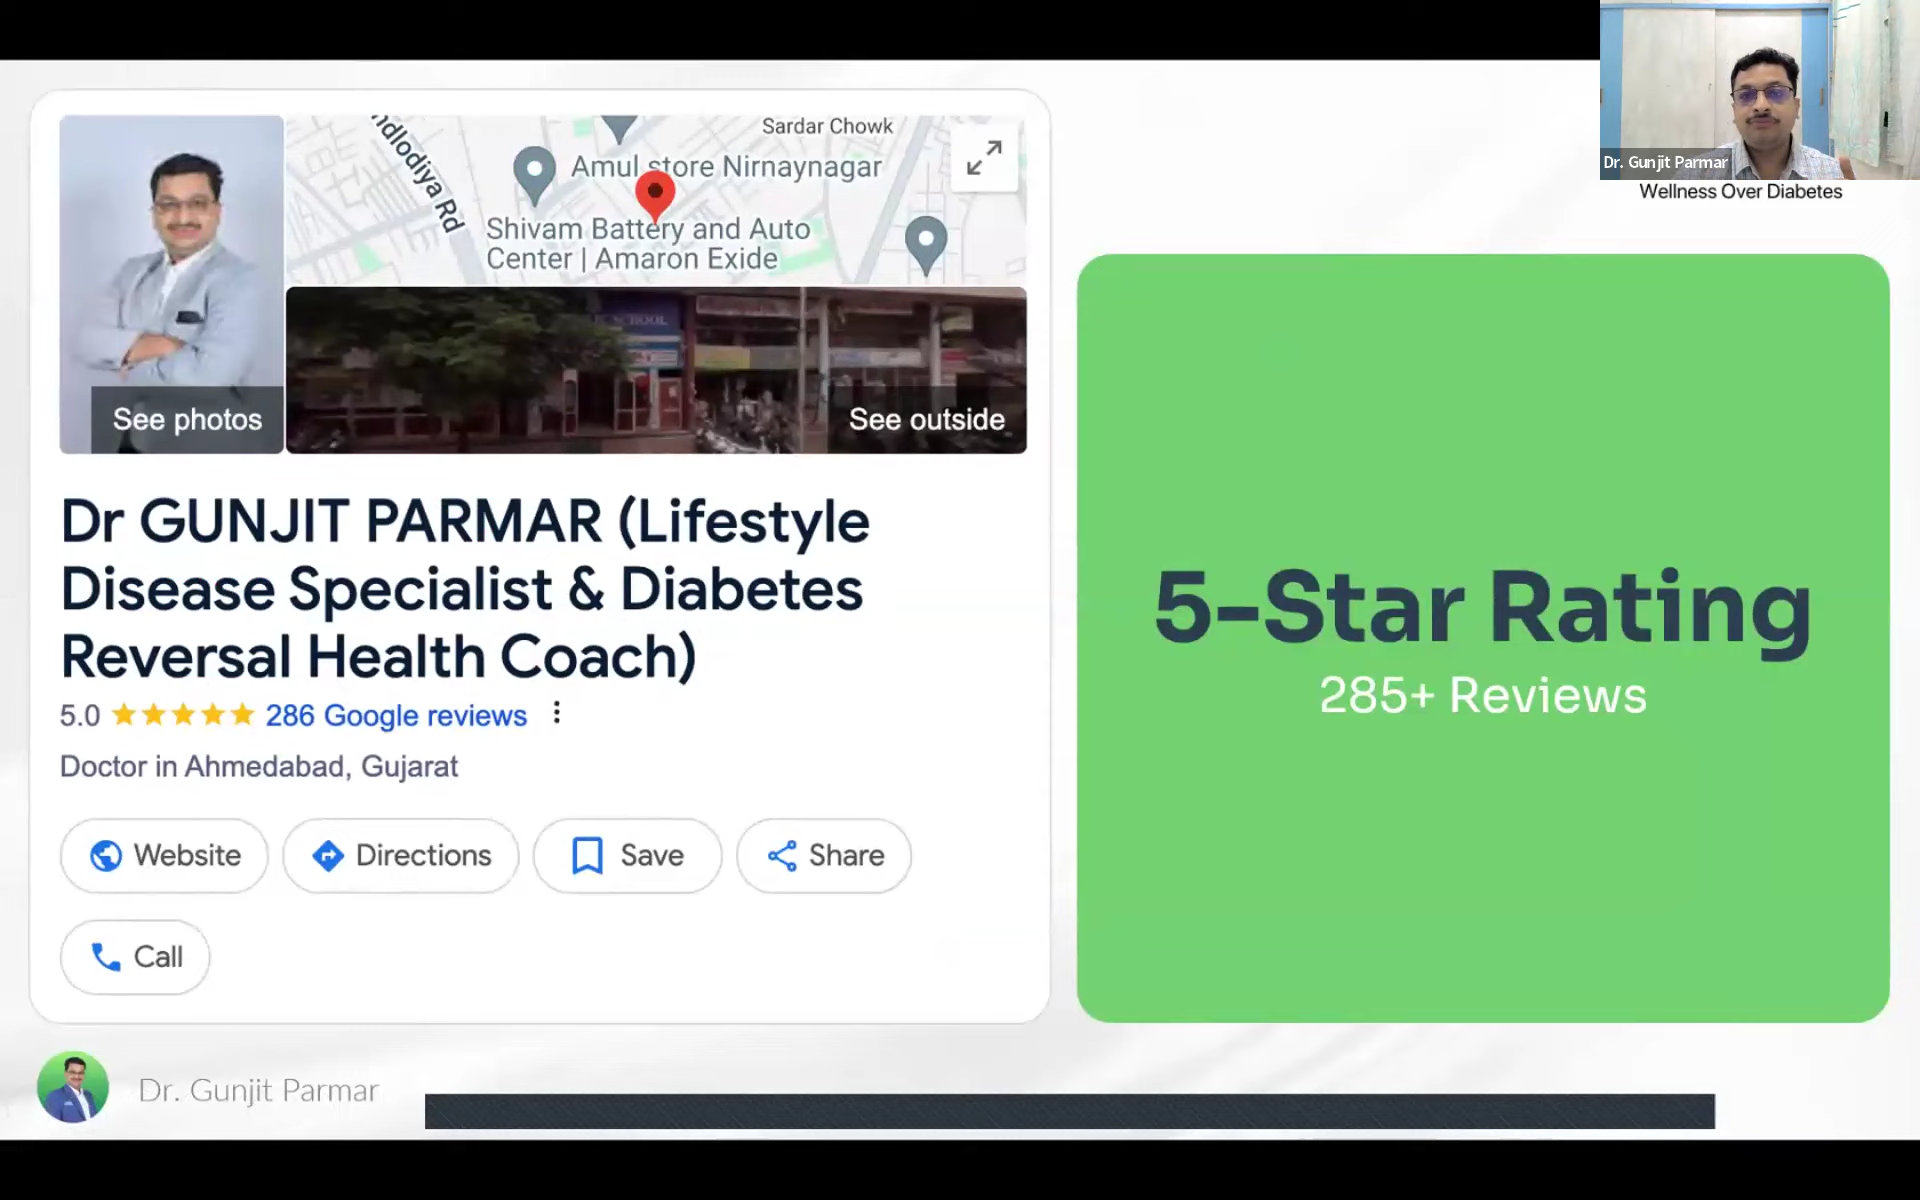 Dr. Gunjit Parmar
Wellness Over Diabetes
ndlodiya Rd
Sardar Chowk
Amul store Nirnaynagar
Shivam Battery and Auto
Center | Amaron Exide
SCHOOL
See photos
See outside
Dr GUNJIT PARMAR (Lifestyle
Disease Specialist & Diabetes
Reversal Health Coach)
5.0 286 Google reviews
Doctor in Ahmedabad, Gujarat
Website
Directions
Save
Share
Call
5-Star Rating
285+ Reviews
Dr. Gunjit Parmar